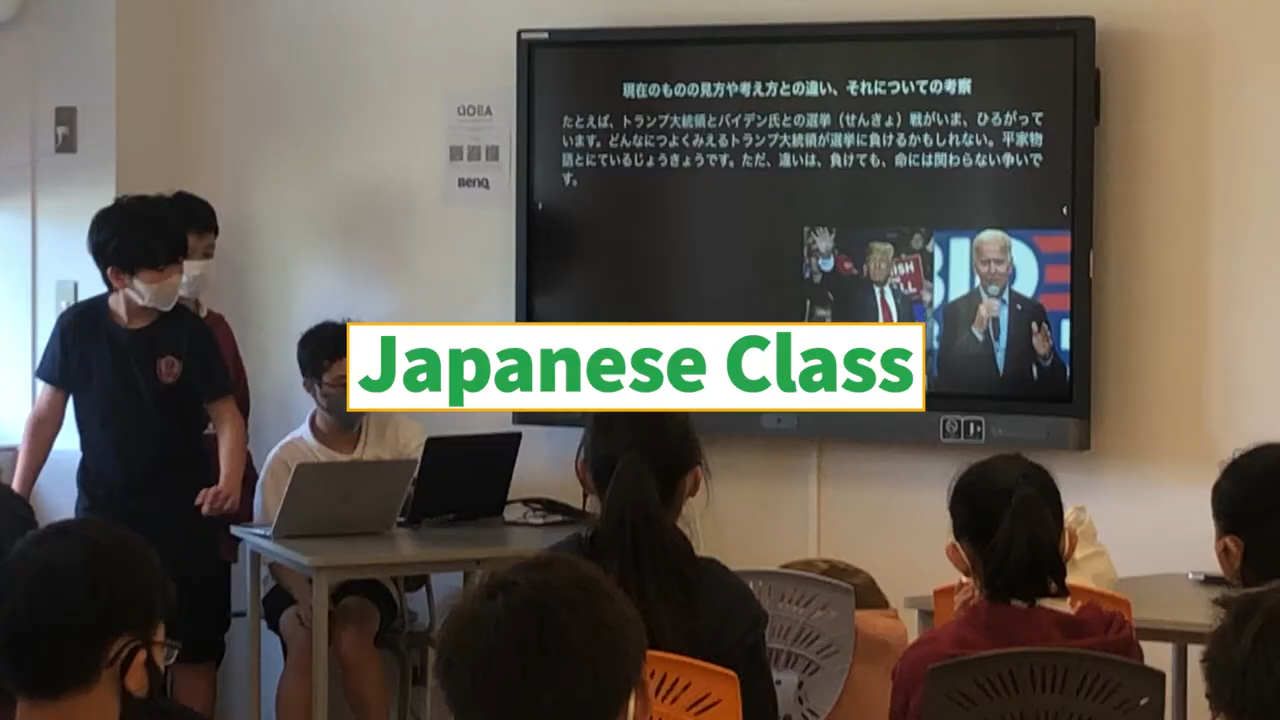 現在のものの見方や考え方との違い、それについての考察
たとえば、トランプ大統領とバイデン氏との選挙（せんきょ）戦がいま、ひろがって
います。どんなにつよくみえるトランプ大統領が選挙に負けるかもしれない。平家物
語とにているじょうきょうです。ただ、違いは、負けても、命には関わらない争いで
す。
BenQ
Japanese Class